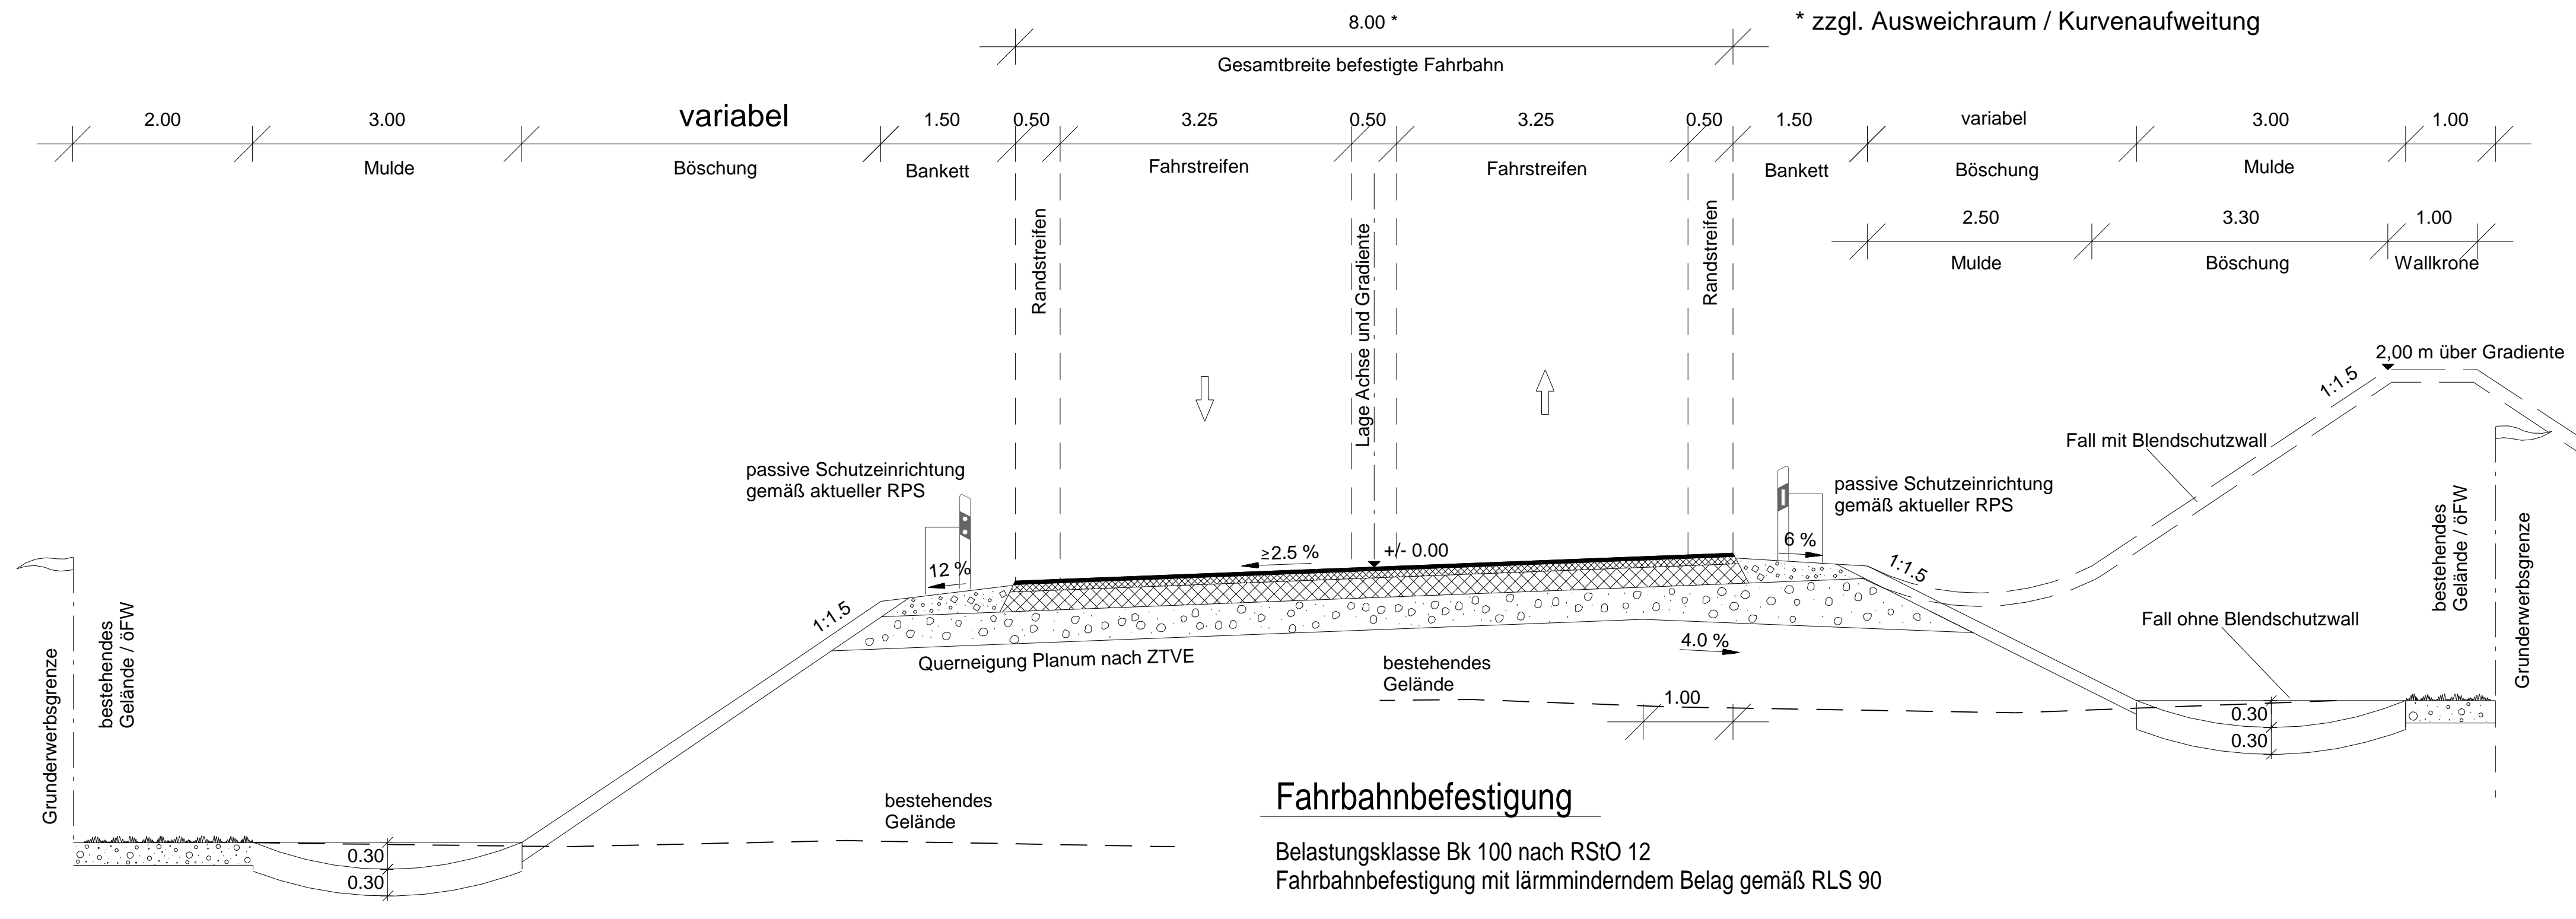 8.00 *
* zzgl. Ausweichraum / Kurvenaufweitung
Gesamtbreite befestigte Fahrbahn
2.00
3.00
variabel
1.50
0.50
3.25
0.50
3.25
0.50
1.50
variabel
3.00
1.00
Mulde
Böschung
Bankett
Fahrstreifen
Fahrstreifen
Bankett
Böschung
Mulde
Randstreifen
Lage Achse und Gradiente
Randstreifen
2.50
3.30
1.00
Mulde
Böschung
Wallkrone
2,00 m über Gradiente
1:1.5
Fall mit Blendschutzwall
passive Schutzeinrichtung
gemäß aktueller RPS
passive Schutzeinrichtung
gemäß aktueller RPS
12 %
≥2.5 %
+/- 0.00
6 %
1:1.5
1:1.5
bestehendes
Gelände / öFW
Grunderwerbsgrenze
Fall ohne Blendschutzwall
Grunderwerbsgrenze
bestehendes
Gelände / öFW
Querneigung Planum nach ZTVE
4.0 %
bestehendes
Gelände
1.00
0.30
0.30
bestehendes
Gelände
0.30
0.30
Fahrbahnbefestigung
Belastungsklasse Bk 100 nach RStO 12
Fahrbahnbefestigung mit lärmminderndem Belag gemäß RLS 90